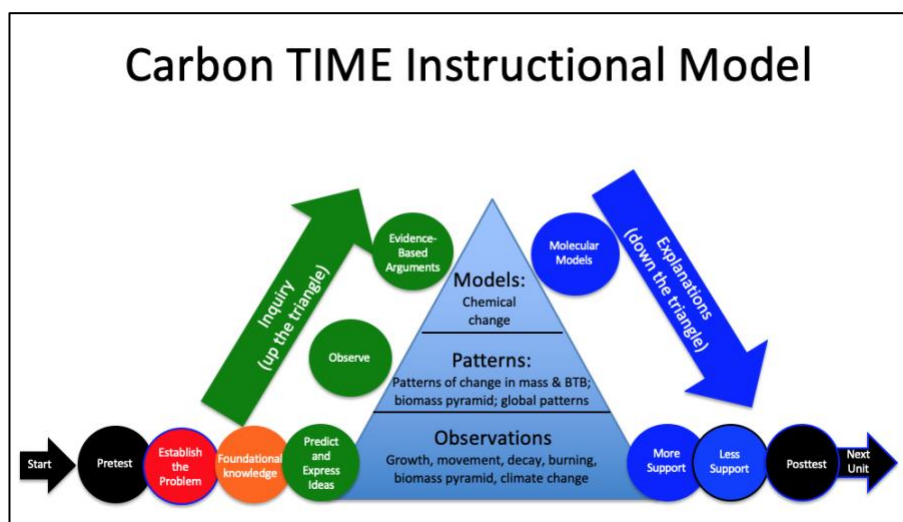 Carbon TIME Instructional Model
Inquiry
(up the triangle)
Evidence-
Based
Arguments
Observe
Models:
Chemical
change
Patterns:
Patterns of change in mass & BTB;
biomass pyramid; global patterns
Observations
Growth, movement, decay, burning,
biomass pyramid, climate change
Molecular
Models
Explanations
(down the triangle)
Start
Pretest
Establish
the
Problem
Foundational
knowledge
Predict
and
Express
Ideas
More
Support
Less
Support
Posttest
Next
Unit